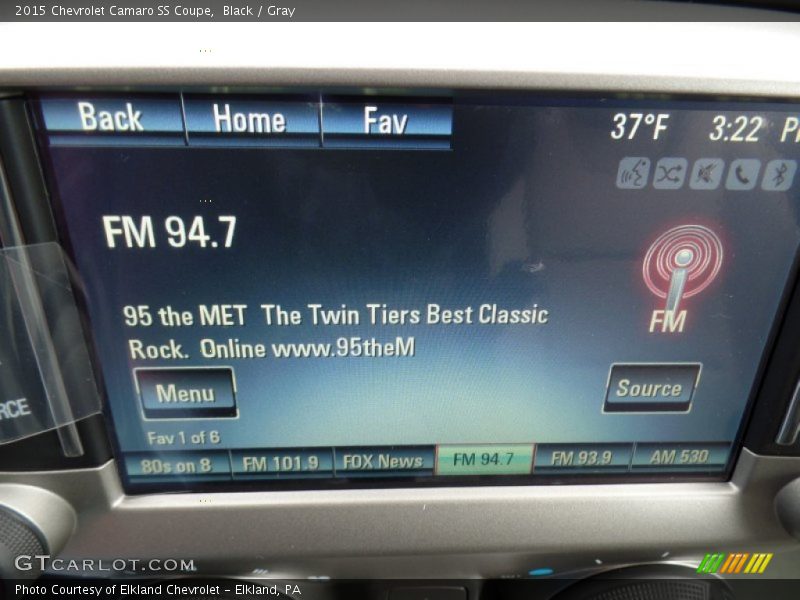 2015 Chevrolet Camaro SS Coupe, Black / Gray
Back Home Fav 37°F 3:22
FM 94.7
95 the MET The Twin Tiers Best Classic
Rock. Online www.95theM
FM
Menu Source
RCE
Fav 1 of 6
80s on 8 FM 101.9 FOX News FM 94.7 FM 93.9 AM 530
GTCARLOT.COM
Photo Courtesy of Elkland Chevrolet - Elkland, PA